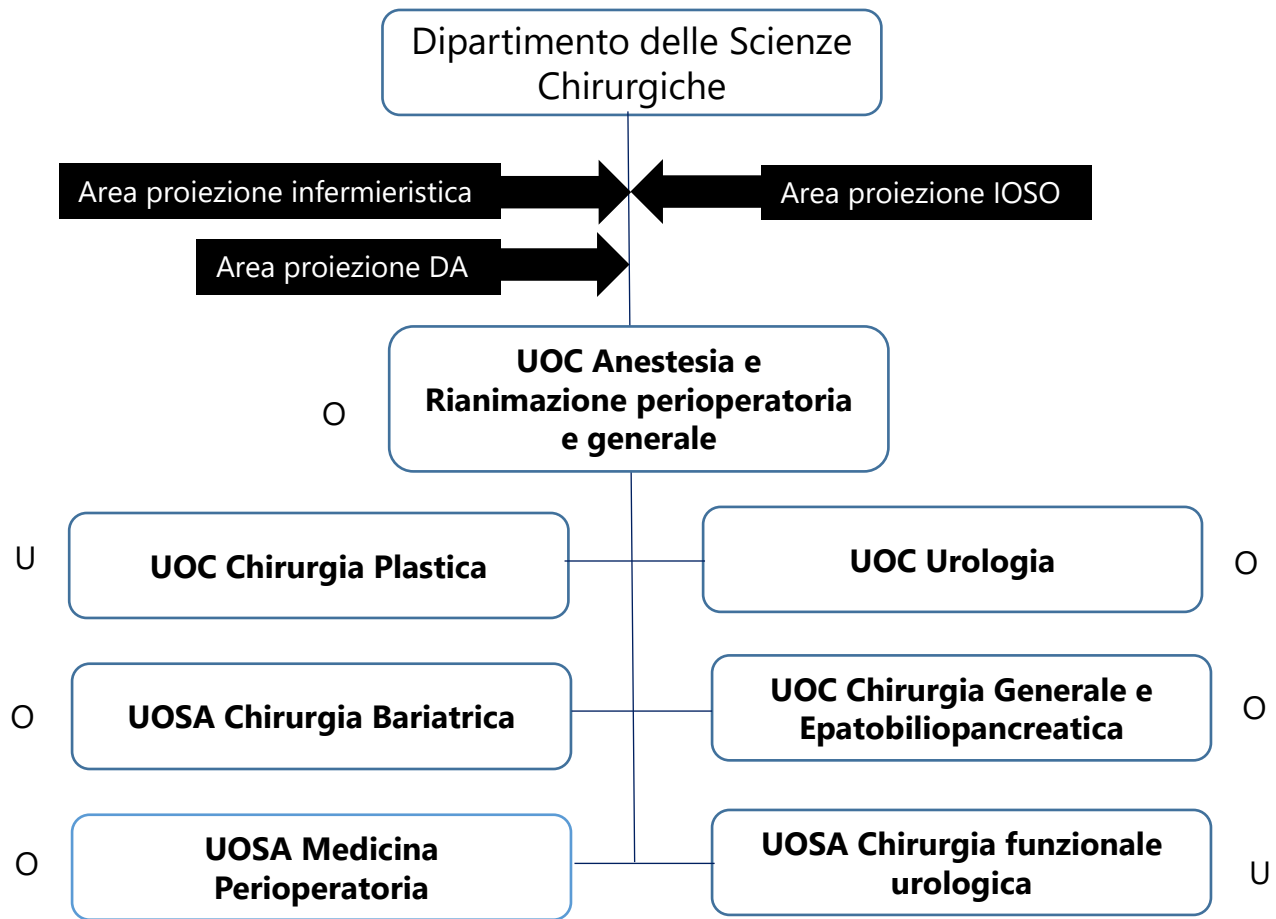 Dipartimento delle Scienze
Chirurgiche
Area proiezione infermieristica
Area proiezione IOSO
Area proiezione DA
UOC Anestesia e
Rianimazione perioperatoria
e generale
O
U
UOC Chirurgia Plastica
UOC Urologia
O
O
UOSA Chirurgia Bariatrica
UOC Chirurgia Generale e
Epatobiliopancreatica
O
O
UOSA Medicina
Perioperatoria
UOSA Chirurgia funzionale
urologica
U